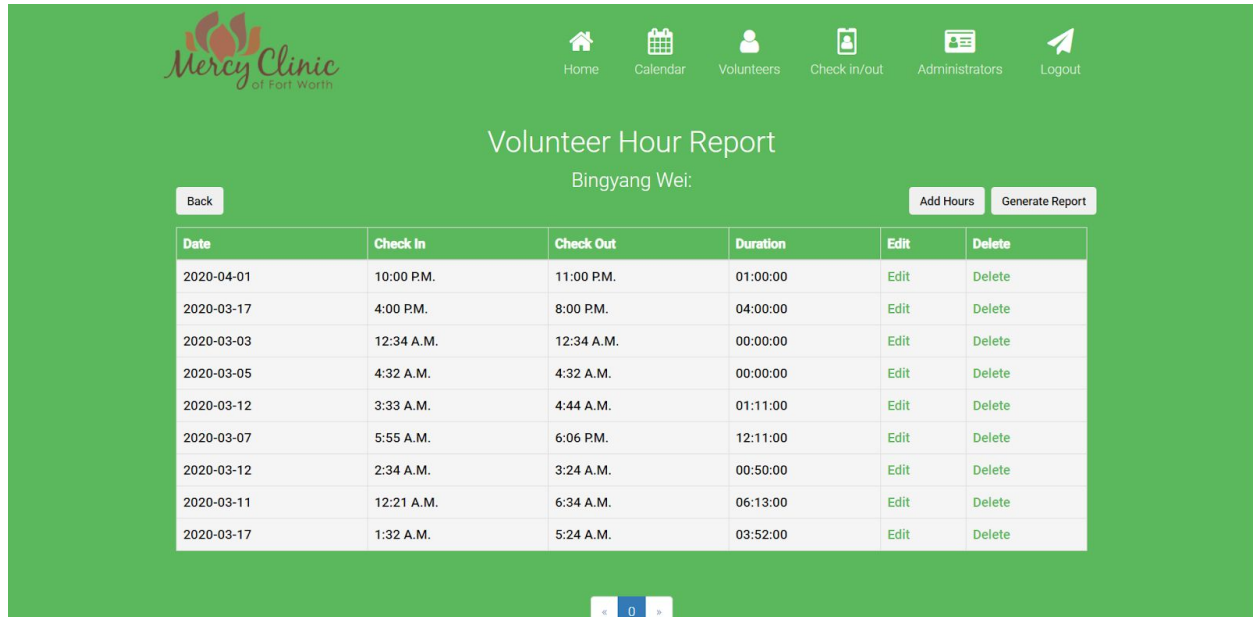 Mercy Clinic
of Fort Worth
Home Calendar Volunteers Check in/out Administrators Logout
Volunteer Hour Report
Bingyang Wei:
Back Add Hours Generate Report
Date Check In Check Out Duration Edit Delete
2020-04-01 10:00 P.M. 11:00 P.M. 01:00:00 Edit Delete
2020-03-17 4:00 P.M. 8:00 P.M. 04:00:00 Edit Delete
2020-03-03 12:34 A.M. 12:34 A.M. 00:00:00 Edit Delete
2020-03-05 4:32 A.M. 4:32 A.M. 00:00:00 Edit Delete
2020-03-12 3:33 A.M. 4:44 A.M. 01:11:00 Edit Delete
2020-03-07 5:55 A.M. 6:06 P.M. 12:11:00 Edit Delete
2020-03-12 2:34 A.M. 3:24 A.M. 00:50:00 Edit Delete
2020-03-11 12:21 A.M. 6:34 A.M. 06:13:00 Edit Delete
2020-03-17 1:32 A.M. 5:24 A.M. 03:52:00 Edit Delete
« 0 »